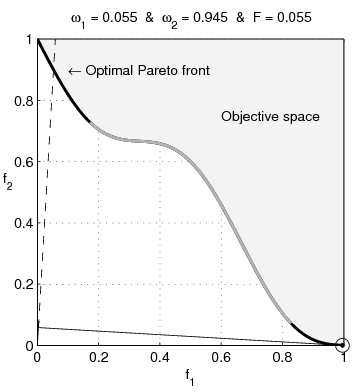 ω₁ = 0.055 & ω₂ = 0.945 & F = 0.055
1
← Optimal Pareto front
0.8
Objective space
0.6
f₂
0.4
0.2
0
0 0.2 0.4 0.6 0.8 1
f₁